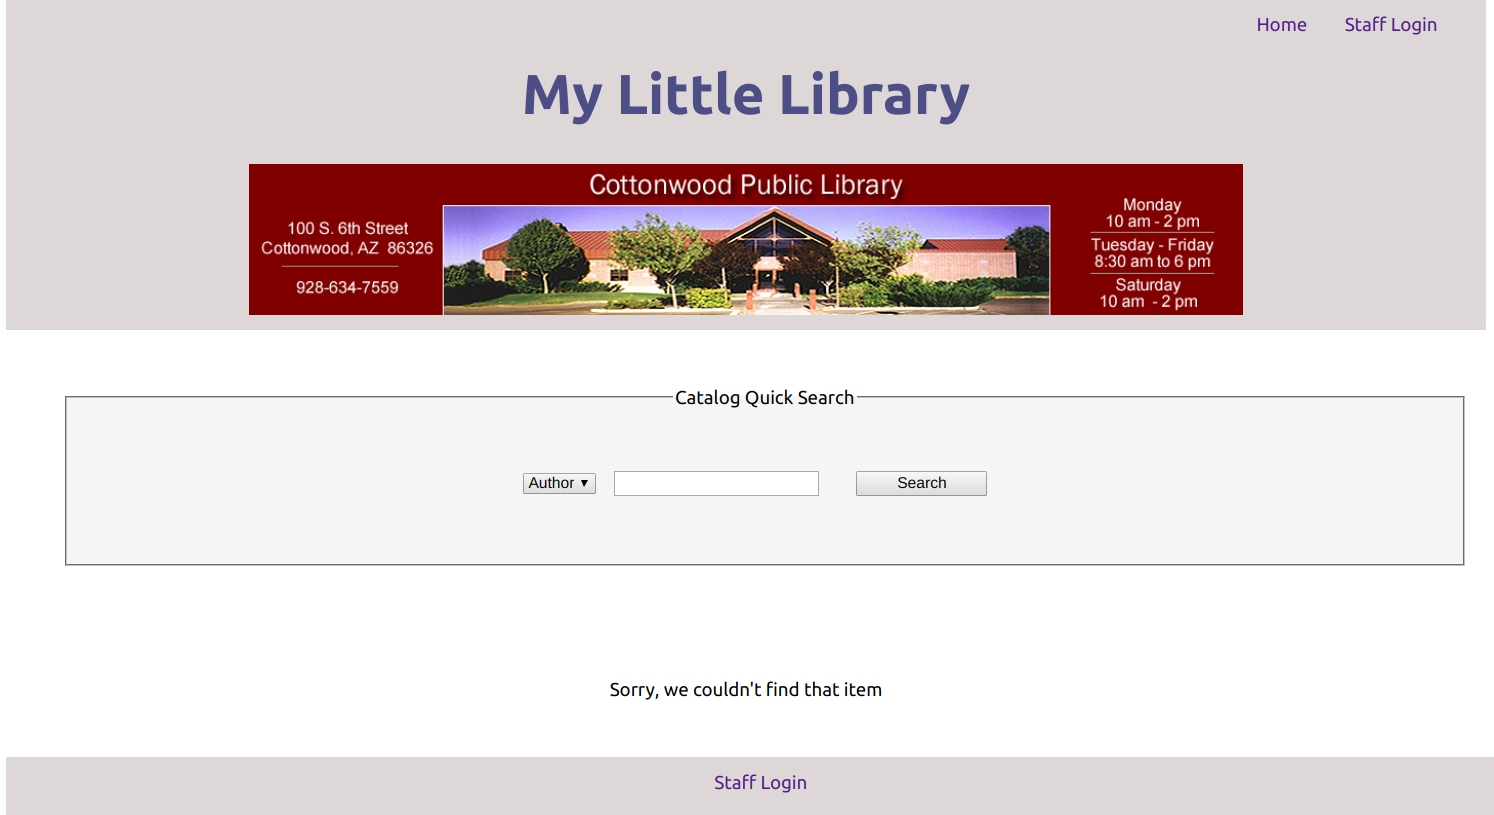 Home Staff Login
My Little Library
Cottonwood Public Library
100 S. 6th Street
Cottonwood, AZ 86326
928-634-7559
Monday
10 am - 2 pm
Tuesday - Friday
8:30 am to 6 pm
Saturday
10 am - 2 pm
Catalog Quick Search
Author Search
Sorry, we couldn't find that item
Staff Login